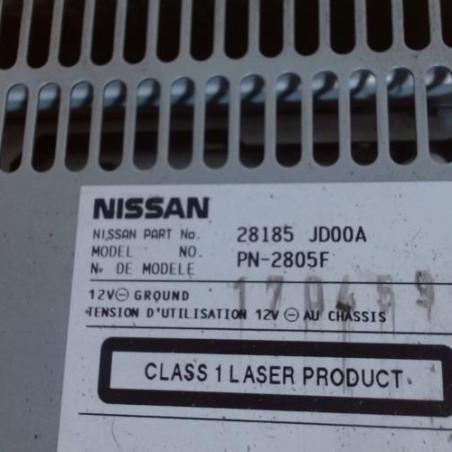 NISSAN
NISSAN PART No. 28185 JD00A
MODEL NO. PN-2805F
No DE MODELE
170459
12V⊖ GROUND
TENSION D'UTILISATION 12V ⊖ AU CHASSIS
CLASS 1 LASER PRODUCT